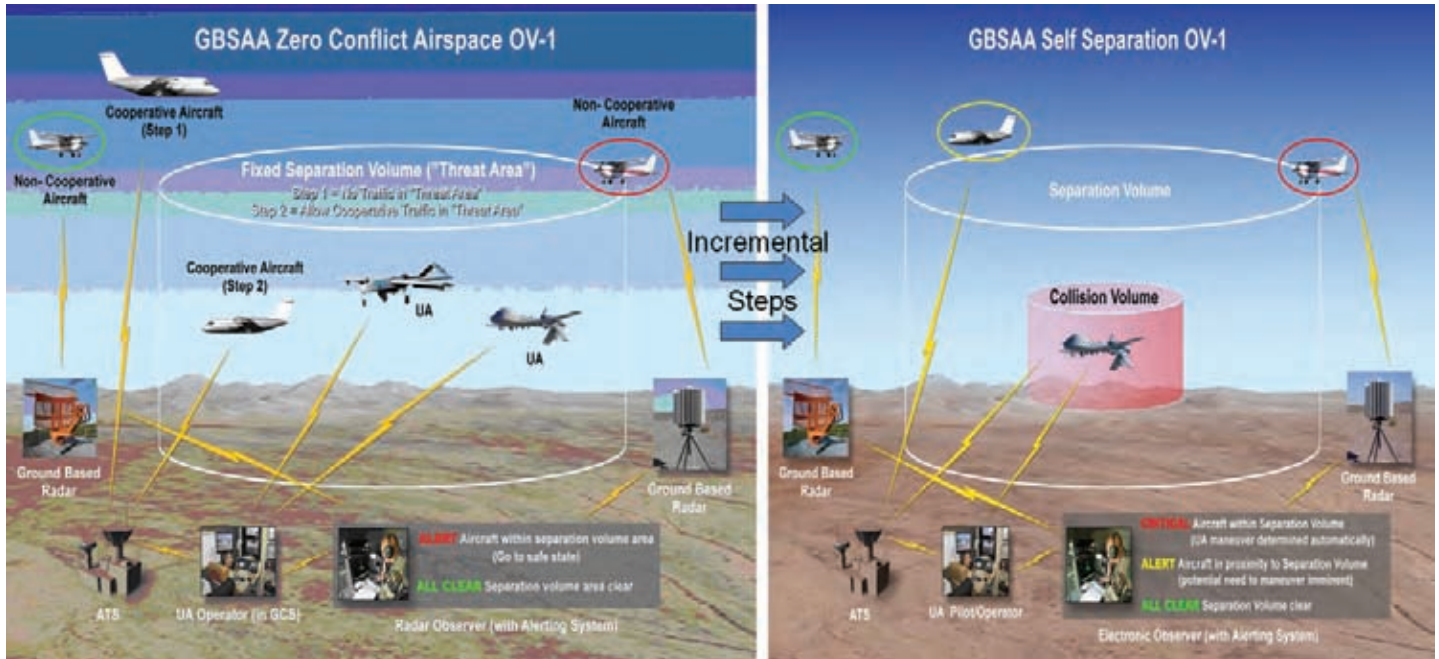 GBSAA Zero Conflict Airspace OV-1
Cooperative Aircraft
(Step 1)
Non- Cooperative
Aircraft
Non- Cooperative
Aircraft
Fixed Separation Volume ("Threat Area")
Step 1 = No Traffic in "Threat Area"
Step 2 = Allow Cooperative Traffic in "Threat Area"
Cooperative Aircraft
(Step 2)
UA
UA
Ground Based
Radar
Ground Based
Radar
ATS
UA Operator (in GCS)
ALERT Aircraft within separation volume area
(Go to safe state)
ALL CLEAR Separation volume area clear
Radar Observer (with Alerting System)
Incremental
Steps
GBSAA Self Separation OV-1
Separation Volume
Collision Volume
Ground Based
Radar
Ground Based
Radar
ATS
UA Pilot/Operator
CRITICAL Aircraft within Separation Volume
(UA maneuver determined automatically)
ALERT Aircraft in proximity to Separation Volume
(potential need to maneuver imminent)
ALL CLEAR Separation Volume clear
Electronic Observer (with Alerting System)